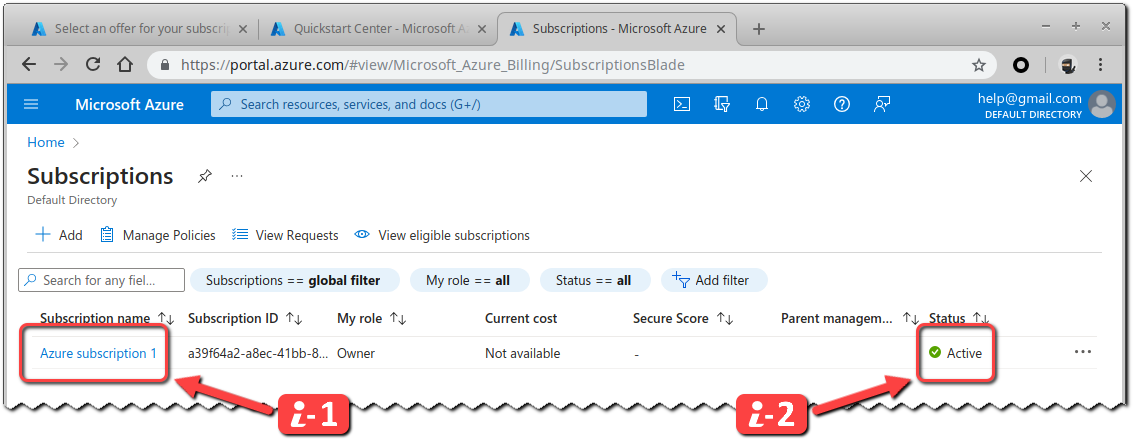 Select an offer for your subscrip
Quickstart Center - Microsoft A
Subscriptions - Microsoft Azure
https://portal.azure.com/#view/Microsoft_Azure_Billing/SubscriptionsBlade
Microsoft Azure
Search resources, services, and docs (G+/)
help@gmail.com
DEFAULT DIRECTORY
Home
Subscriptions
Default Directory
Add
Manage Policies
View Requests
View eligible subscriptions
Search for any fiel...
Subscriptions == global filter
My role == all
Status == all
Add filter
Subscription name
Subscription ID
My role
Current cost
Secure Score
Parent managem...
Status
Azure subscription 1
a39f64a2-a8ec-41bb-8...
Owner
Not available
-
Active
i-1
i-2